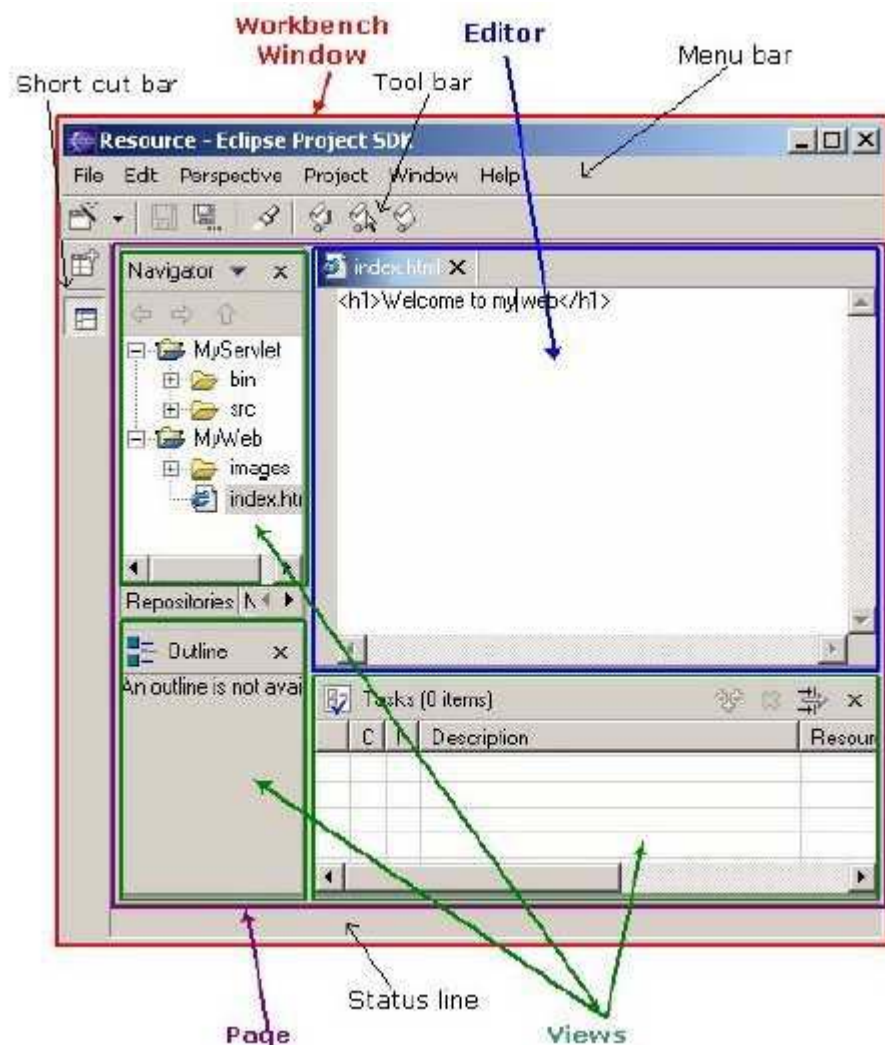 Workbench
Window
Editor
Menu bar
Short cut bar
Tool bar
Resource - Eclipse Project SDK
File Edit Perspective Project Window Help
Navigator
index.html
<h1>Welcome to my web</h1>
MyServlet
bin
src
MyWeb
images
index.htm
Repositories N
Outline
An outline is not avai
Tasks (0 items)
C ! Description Resour
Status line
Page
Views